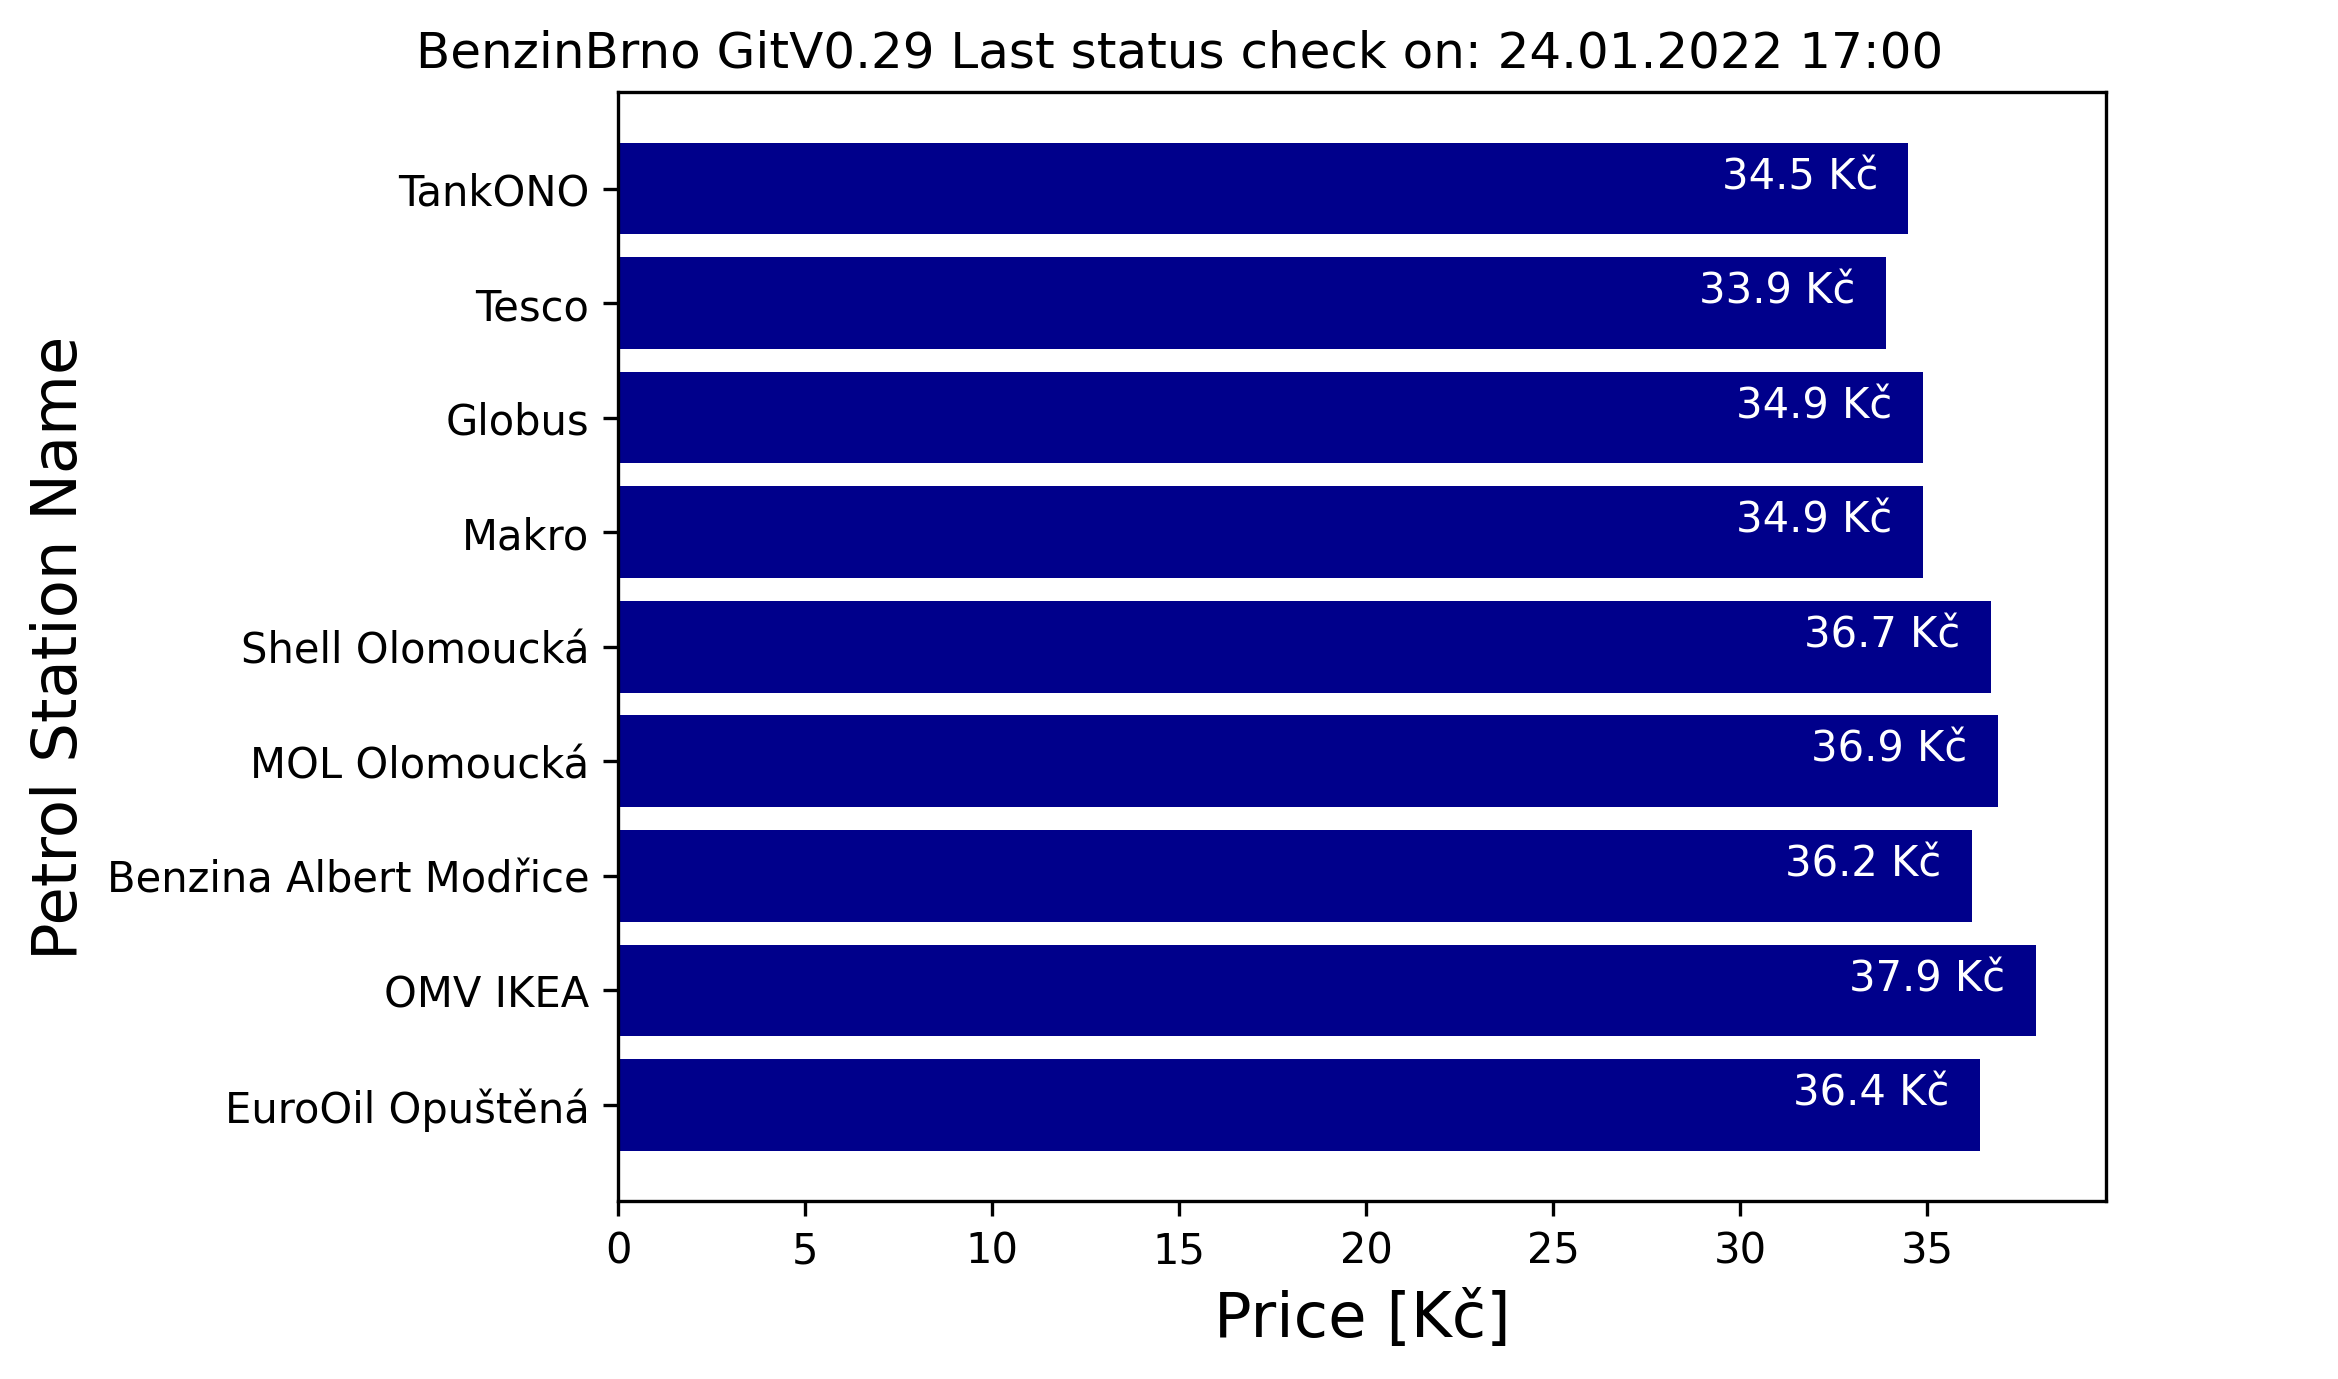 BenzinBrno GitV0.29 Last status check on: 24.01.2022 17:00
Petrol Station Name
TankONO 34.5 Kč
Tesco 33.9 Kč
Globus 34.9 Kč
Makro 34.9 Kč
Shell Olomoucká 36.7 Kč
MOL Olomoucká 36.9 Kč
Benzina Albert Modřice 36.2 Kč
OMV IKEA 37.9 Kč
EuroOil Opuštěná 36.4 Kč
0 5 10 15 20 25 30 35
Price [Kč]